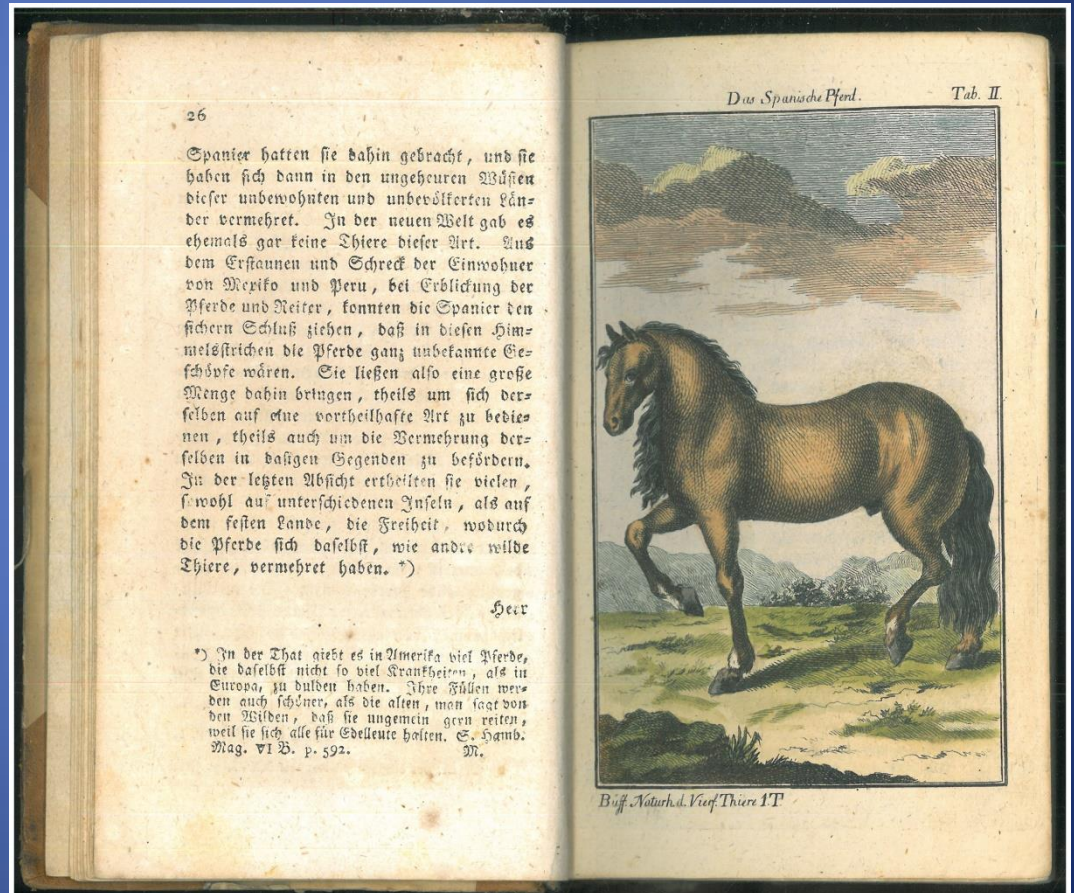 26
Spanier hatten sie dahin gebracht, und sie
haben sich dann in den ungeheuren Wüsten
dieser unbewohnten und unbevölkerten Län-
der vermehret. In der neuen Welt gab es
ehemals gar keine Thiere dieser Art. Aus
dem Erstaunen und Schreck der Einwohner
von Mexiko und Peru, bei Erblickung der
Pferde und Reiter, konnten die Spanier den
sichern Schluß ziehen, daß in diesen Him-
melsstrichen die Pferde ganz unbekannte Ge-
schöpfe wären. Sie ließen also eine große
Menge dahin bringen, theils um sich der-
selben auf eine vortheilhafte Art zu bedie-
nen, theils auch um die Vermehrung der-
selben in dasigen Gegenden zu befördern.
In der letzten Absicht ertheilten sie vielen,
sowohl auf unterschiedenen Inseln, als auf
dem festen Lande, die Freiheit, wodurch
die Pferde sich daselbst, wie andre wilde
Thiere, vermehret haben. *)
Herr
*) In der That giebt es in Amerika viel Pferde,
die daselbst nicht so viel Krankheiten, als in
Europa, zu dulden haben. Ihre Füllen wer-
den auch schöner, als die alten, man sagt von
den Wilden, daß sie ungemein gern reiten,
weil sie sich alle für Edelleute halten. S. Hamb.
Mag. VI B. p. 592. M.
Das Spanische Pferd. Tab. II.
Büff. Naturh. d. Vierf. Thiere 1 T